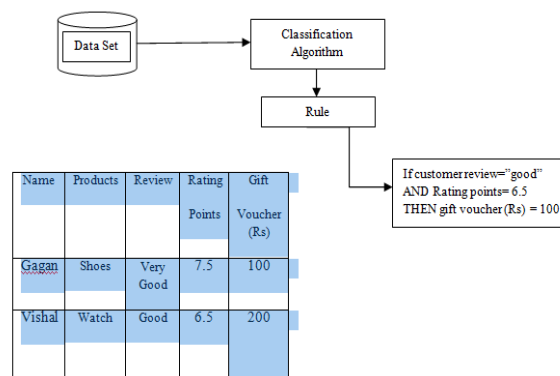 Data Set
Classification
Algorithm
Rule
If customer review="good"
AND Rating points= 6.5
THEN gift voucher (Rs) = 100
Name Products Review Rating Points Gift Voucher (Rs)
Gagan Shoes Very Good 7.5 100
Vishal Watch Good 6.5 200